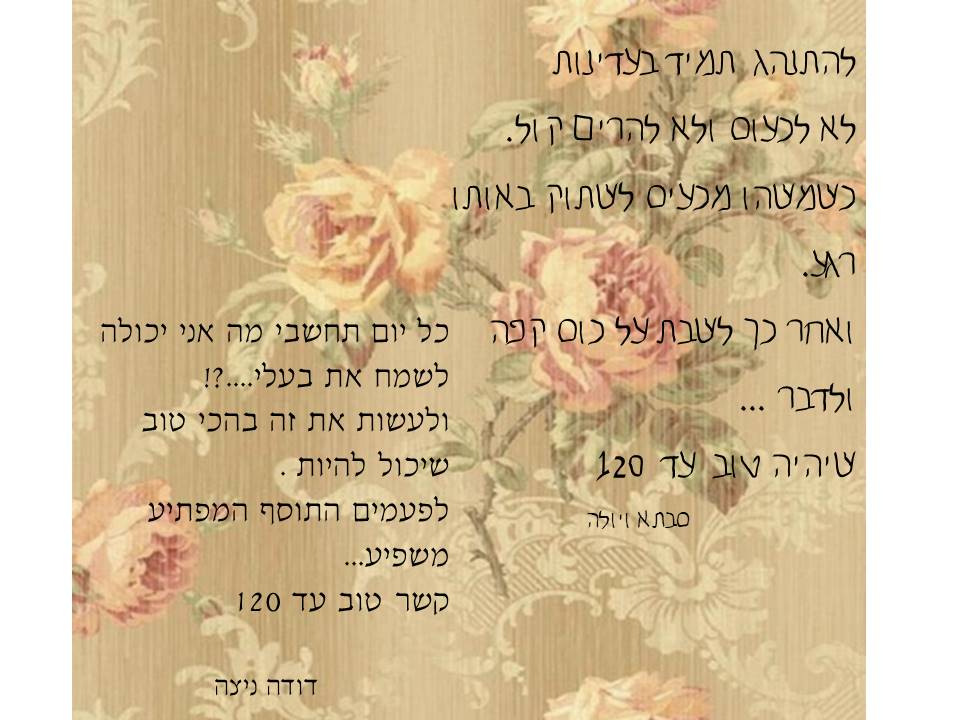 להתנהג תמיד בעדינות
לא לכעוס ולא להרים קול.
כשמשהו מכעיס לשתוק באותו
רגע.
ואחר כך לשבת על כוס קפה
ולדבר ...
שיהיה טוב עד 120
סבתא ויולה
כל יום תחשבי מה אני יכולה
לשמח את בעלי....?!
ולעשות את זה בהכי טוב
שיכול להיות .
לפעמים התוסף המפתיע
משפיע...
קשר טוב עד 120
דודה ניצה